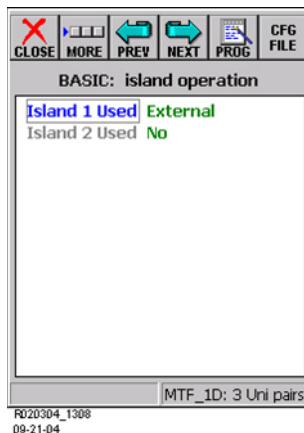 CLOSE MORE PREV NEXT PROG CFG FILE
BASIC: island operation
Island 1 Used External
Island 2 Used No
MTF_1D: 3 Uni pairs
R020304_1308
09-21-04